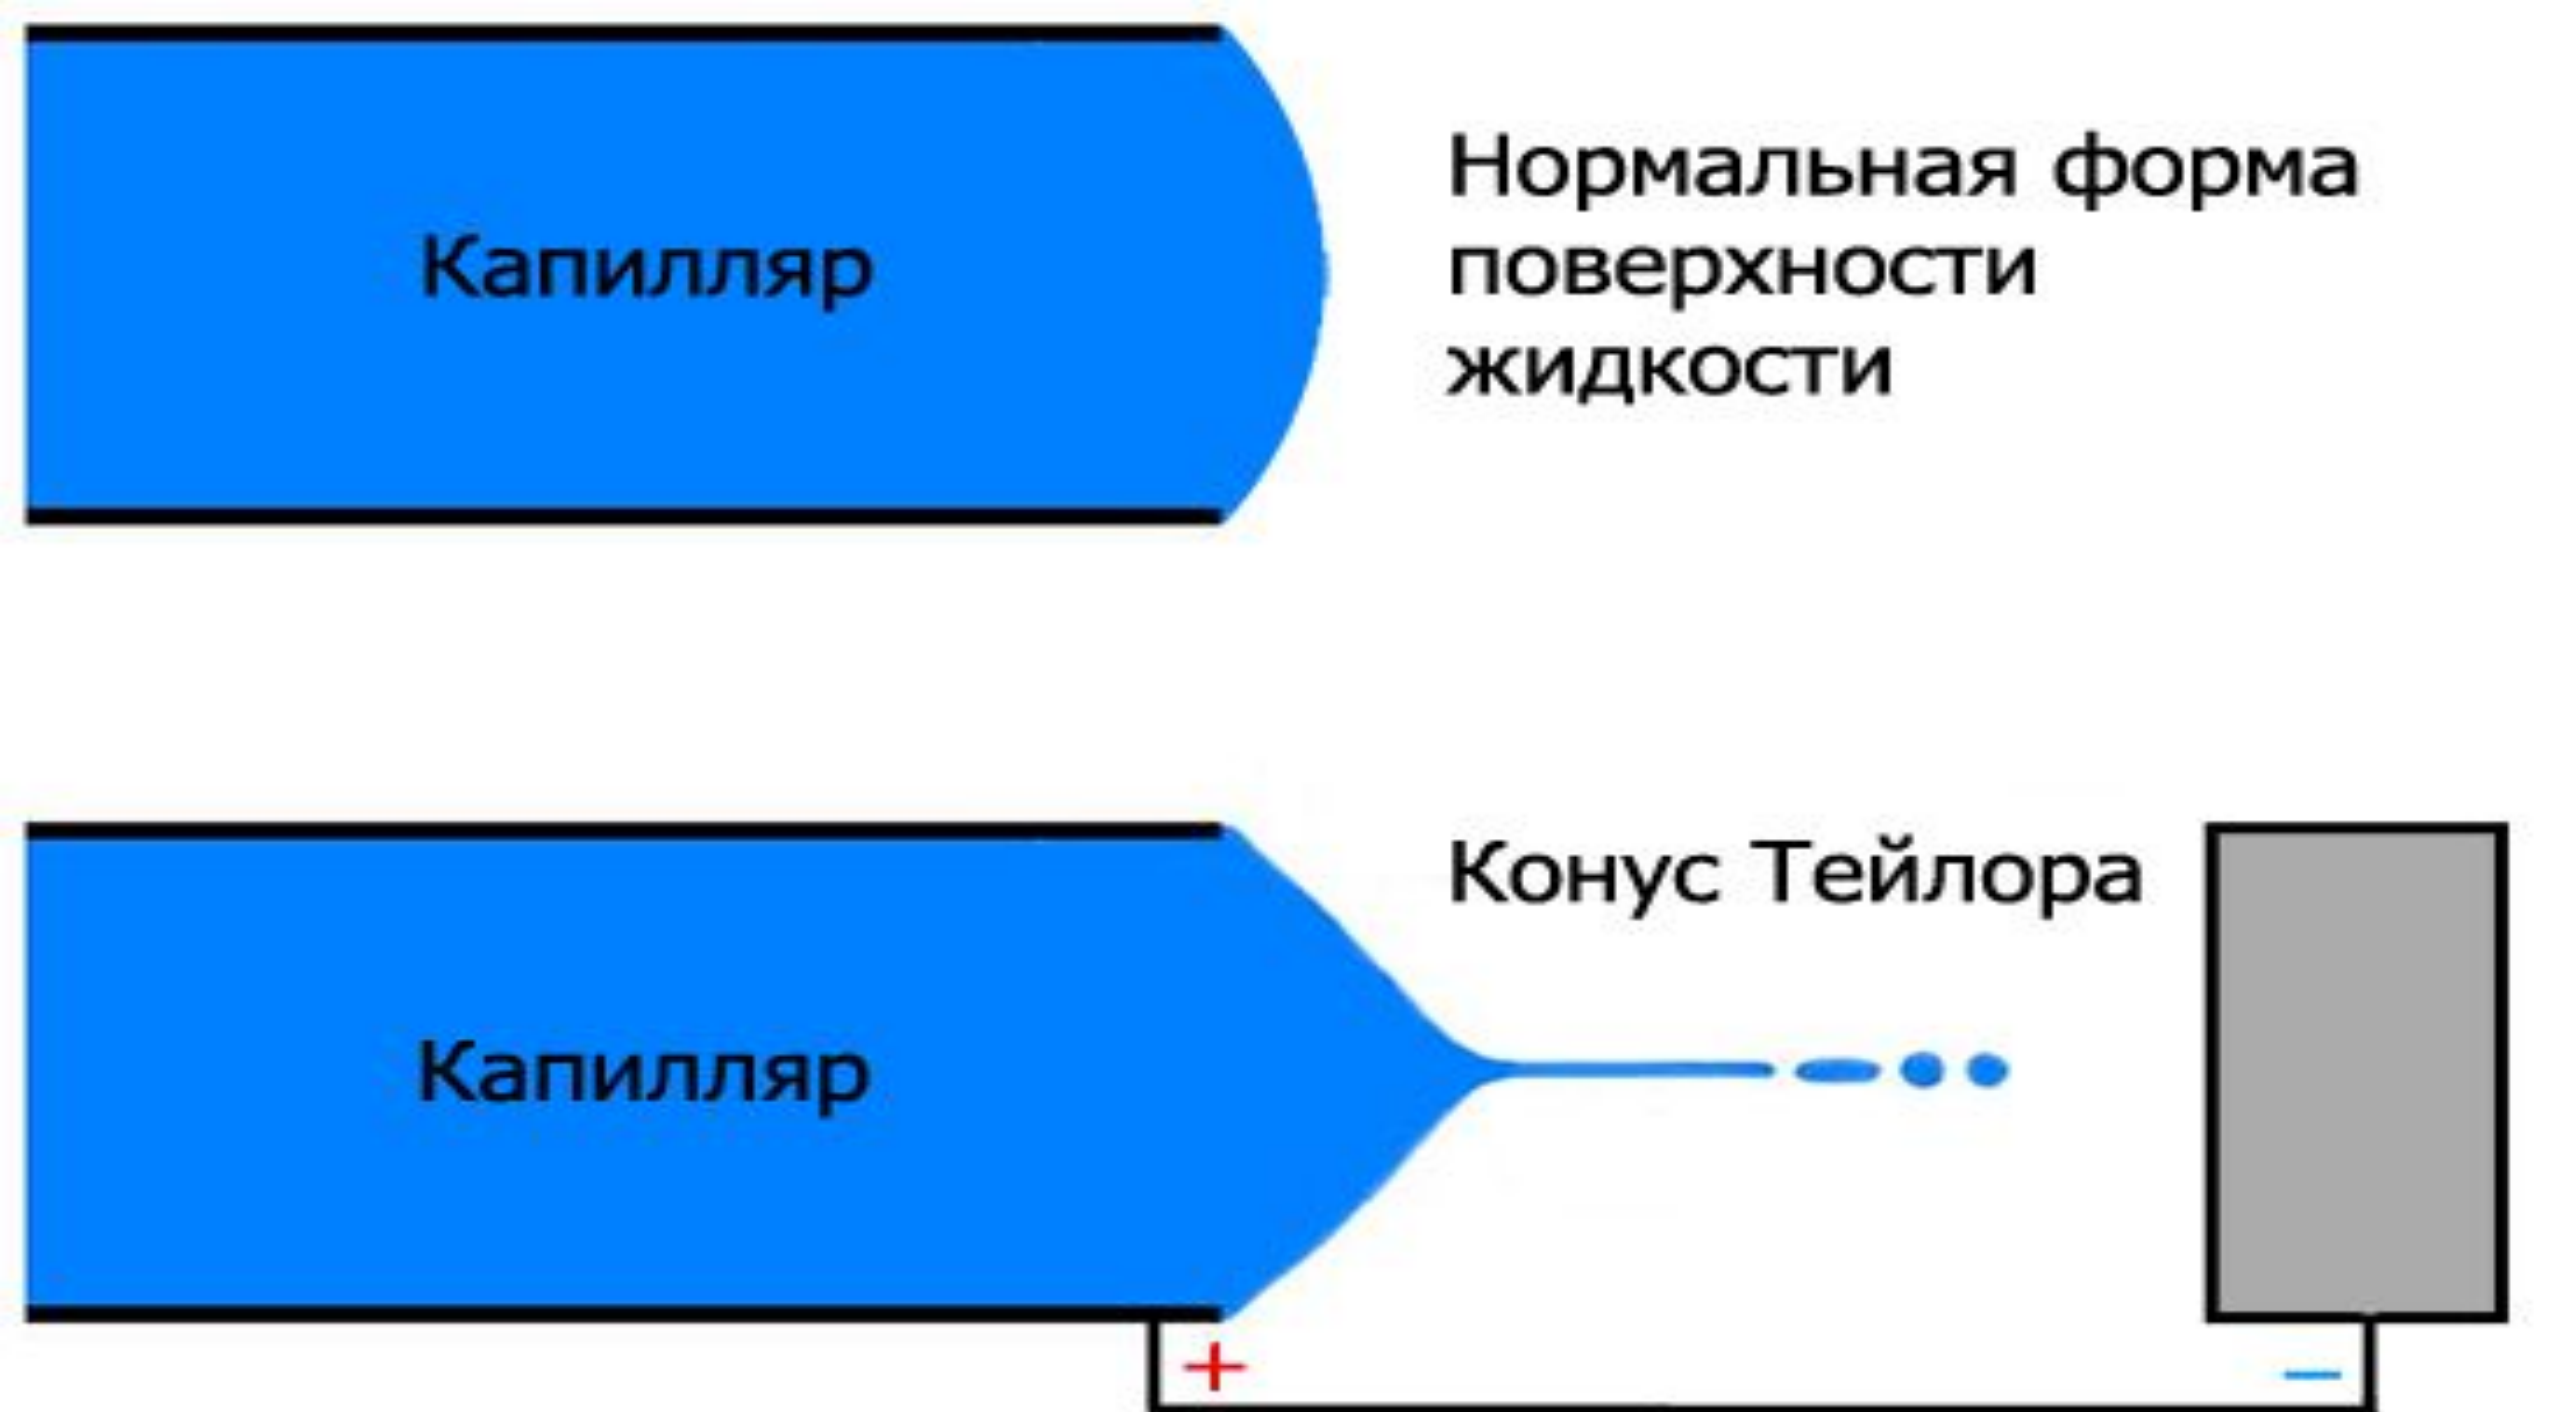 Капилляр
Нормальная форма
поверхности
жидкости
Конус Тейлора
Капилляр
+
−